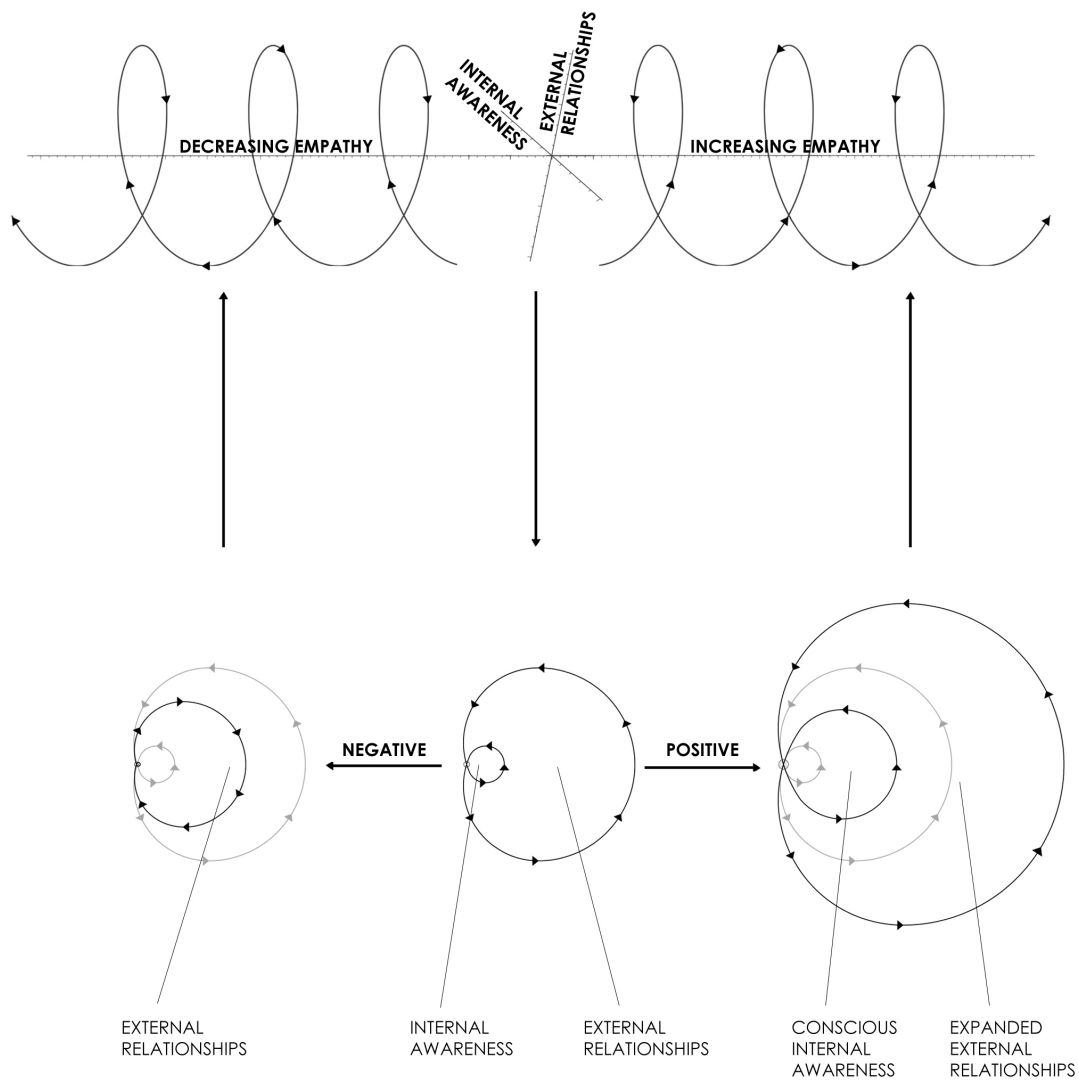 INTERNAL
AWARENESS
EXTERNAL
RELATIONSHIPS
DECREASING EMPATHY
INCREASING EMPATHY
NEGATIVE
POSITIVE
EXTERNAL
RELATIONSHIPS
INTERNAL
AWARENESS
EXTERNAL
RELATIONSHIPS
CONSCIOUS
INTERNAL
AWARENESS
EXPANDED
EXTERNAL
RELATIONSHIPS